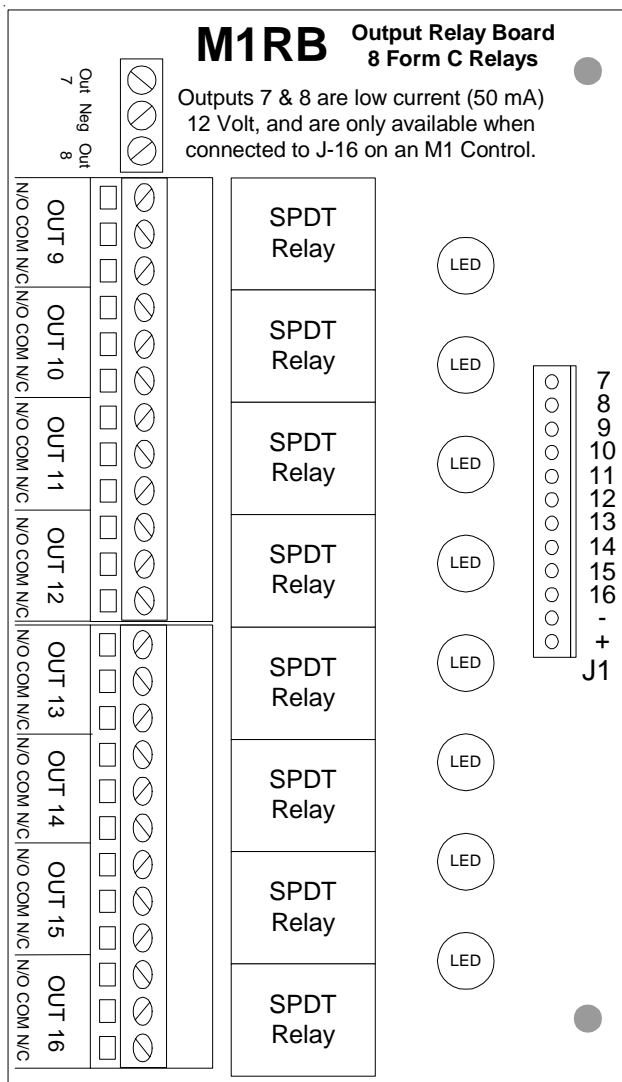 M1RB
Output Relay Board
8 Form C Relays
Outputs 7 & 8 are low current (50 mA)
12 Volt, and are only available when
connected to J-16 on an M1 Control.
Out
7
Neg
Out
8
N/O COM N/C
OUT 9
N/O COM N/C
OUT 10
N/O COM N/C
OUT 11
N/O COM N/C
OUT 12
N/O COM N/C
OUT 13
N/O COM N/C
OUT 14
N/O COM N/C
OUT 15
N/O COM N/C
OUT 16
SPDT
Relay
SPDT
Relay
SPDT
Relay
SPDT
Relay
SPDT
Relay
SPDT
Relay
SPDT
Relay
SPDT
Relay
LED
LED
LED
LED
LED
LED
LED
LED
7
8
9
10
11
12
13
14
15
16
-
+
J1